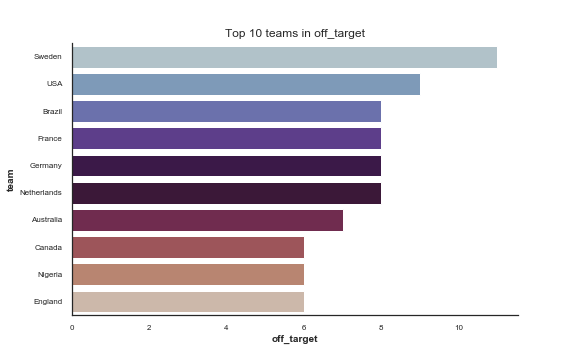 Top 10 teams in off_target
Sweden
USA
Brazil
France
Germany
Netherlands
Australia
Canada
Nigeria
England
team
0 2 4 6 8 10
off_target